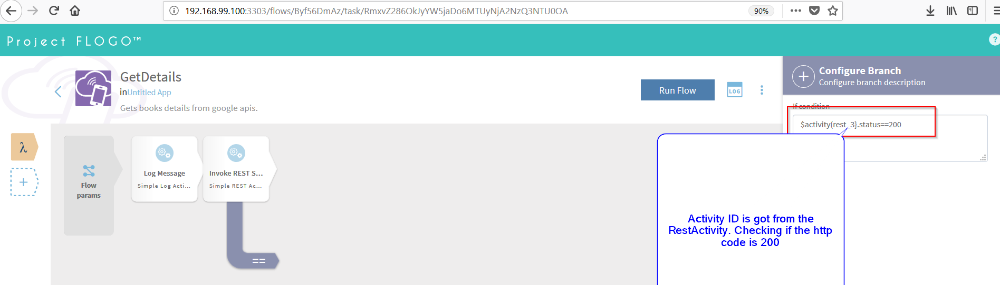 192.168.99.100:3303/flows/Byf56DmAz/task/RmxvZ286OkJyYW5jaDo6MTUyNjA2NzQ3NTU0OA
90%
Project FLOGO™
?
GetDetails
inUntitled App
Gets books details from google apis.
Run Flow
LOG
Configure Branch
Configure branch description
If condition
$activity{rest_3}.status==200
λ
Flow
params
Log Message
Simple Log Acti...
Invoke REST S...
Simple REST Ac...
==
Activity ID is got from the
RestActivity. Checking if the http
code is 200